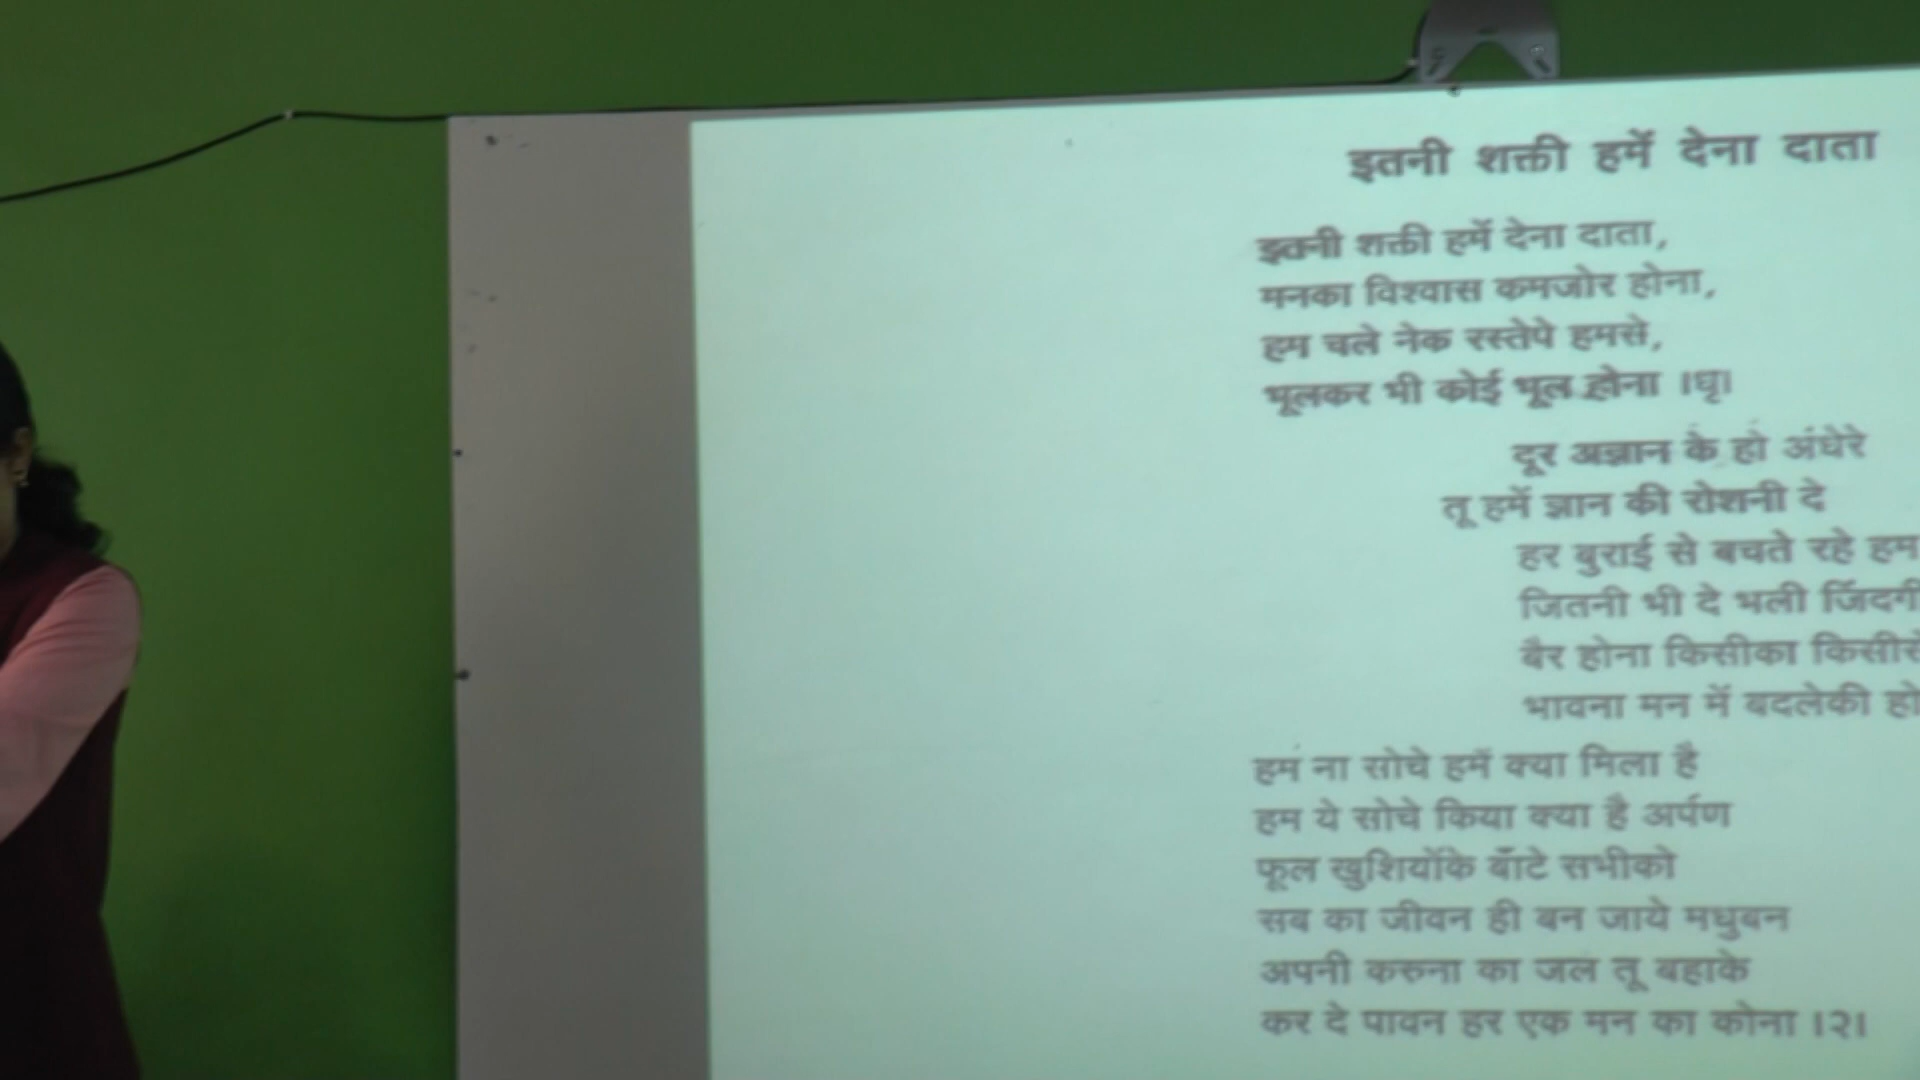 इतनी शक्ती हमें देना दाता
इतनी शक्ती हमें देना दाता,
मनका विश्वास कमजोर होना,
हम चले नेक रस्तेपे हमसे,
भूलकर भी कोई भूल होना ।धृ।
दूर अज्ञान के हो अंधेरे
तू हमें ज्ञान की रोशनी दे
हर बुराई से बचते रहे हम
जितनी भी दे भली जिंदगी
बैर होना किसीका किसीसे
भावना मन में बदलेकी हो
हम ना सोचे हमें क्या मिला है
हम ये सोचे किया क्या है अर्पण
फूल खुशियोंके बाँटे सभीको
सब का जीवन ही बन जाये मधुबन
अपनी करुना का जल तू बहाके
कर दे पावन हर एक मन का कोना ।२।